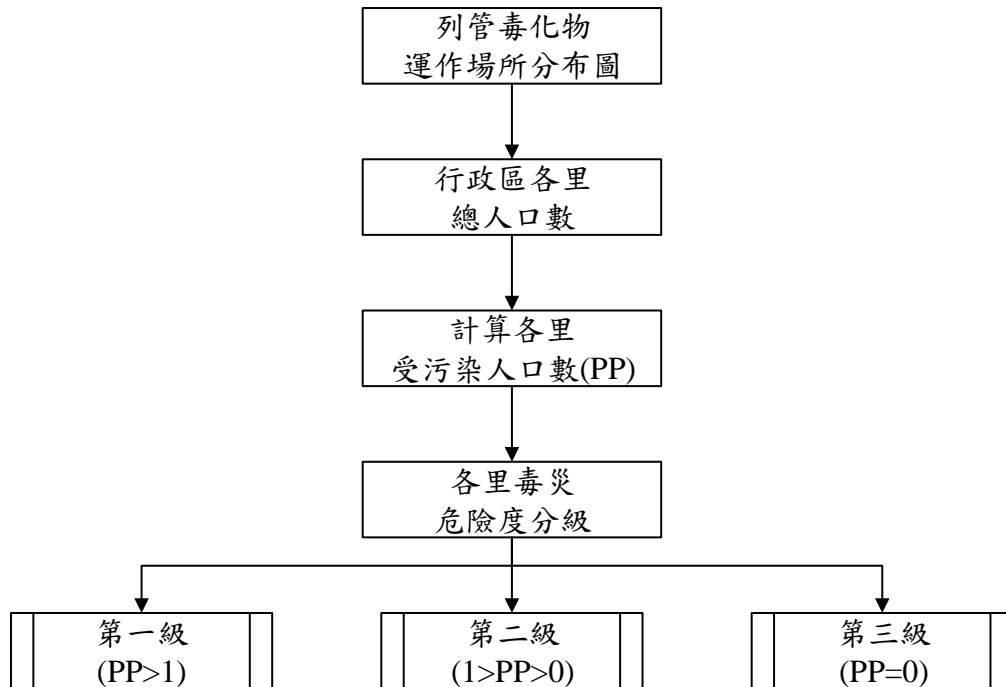 列管毒化物
運作場所分布圖
行政區各里
總人口數
計算各里
受污染人口數(PP)
各里毒災
危險度分級
第一級
(PP>1)
第二級
(1>PP>0)
第三級
(PP=0)